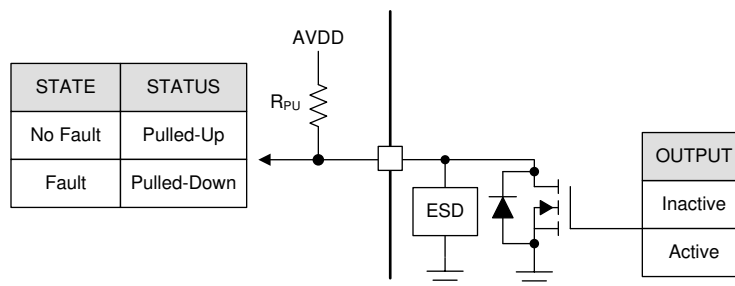 AVDD
STATE STATUS
No Fault Pulled-Up
Fault Pulled-Down
RPU
ESD
OUTPUT
Inactive
Active